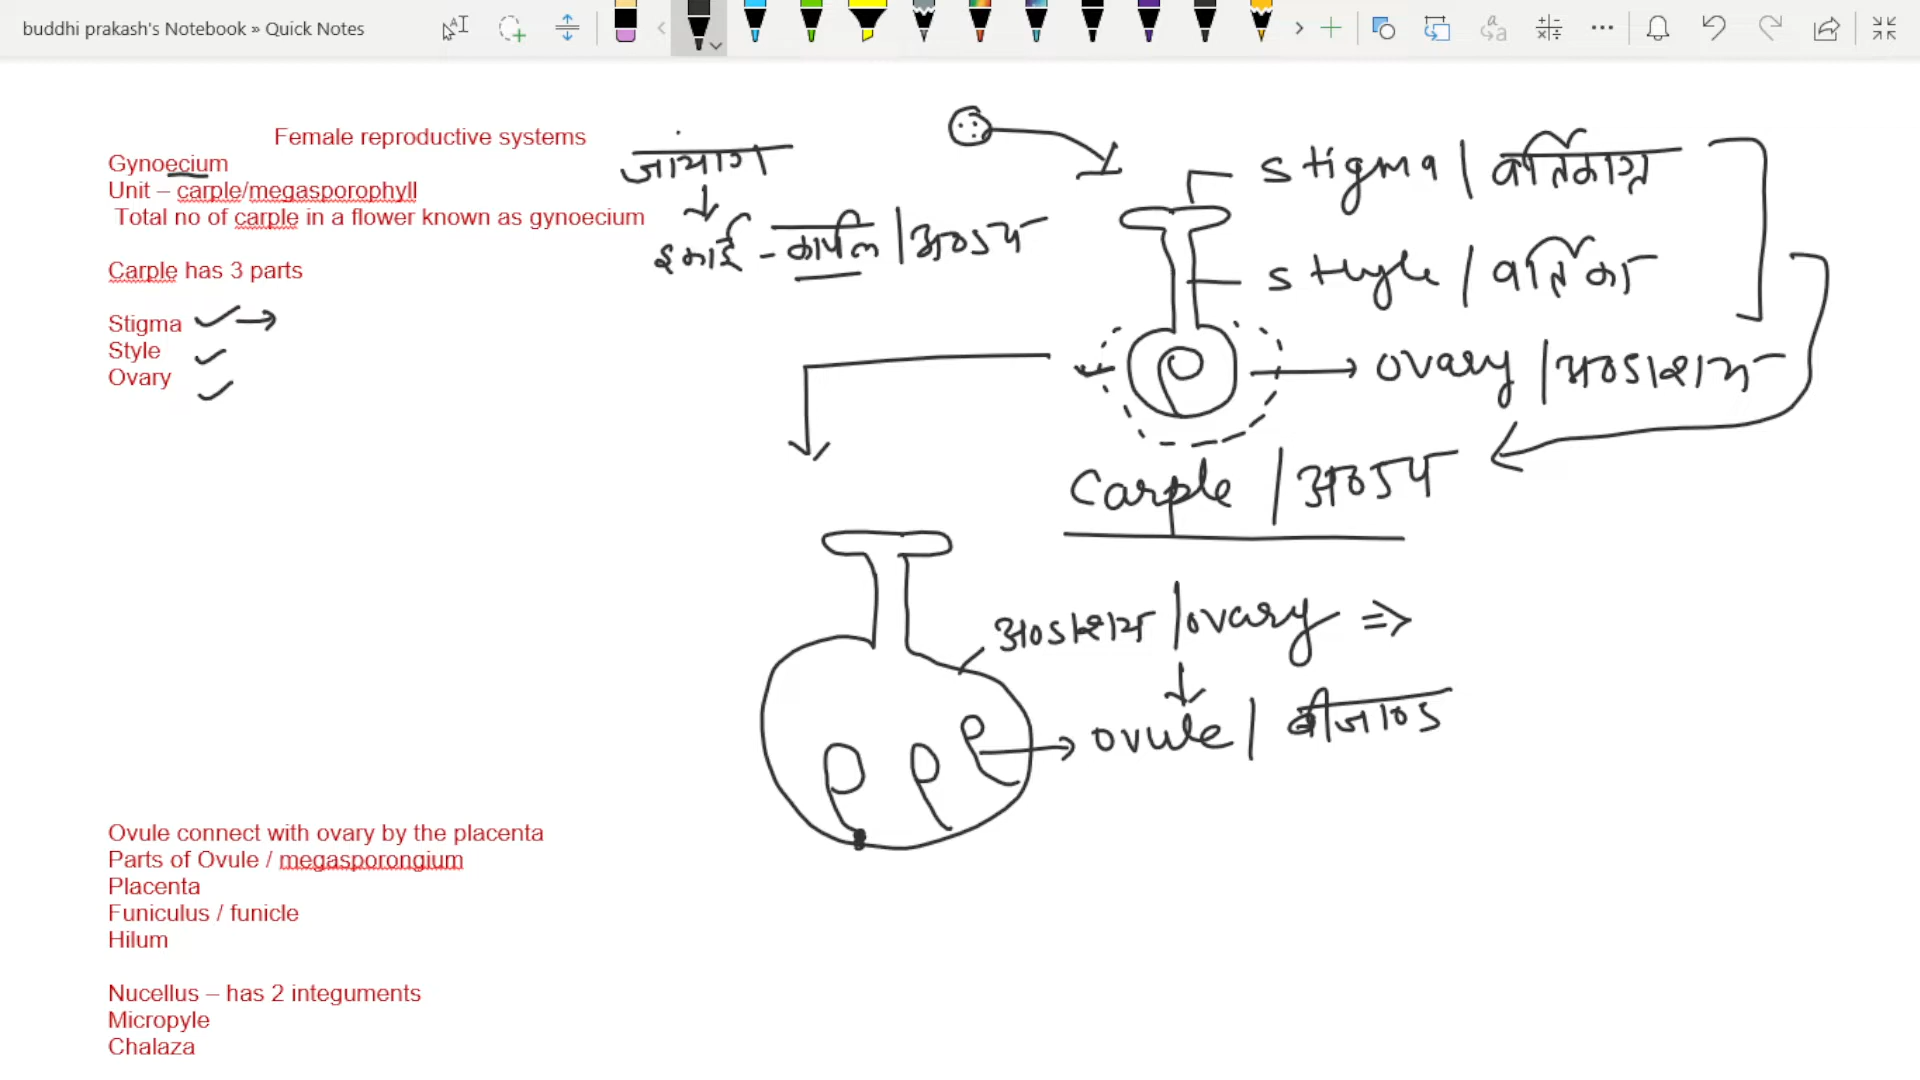 buddhi prakash's Notebook » Quick Notes
Female reproductive systems
Gynoecium
Unit – carple/megasporophyll
Total no of carple in a flower known as gynoecium
Carple has 3 parts
Stigma
Style
Ovary
जायांग
इकाई - कार्पल / अण्डप
stigma / वर्तिकाग्र
style / वर्तिका
ovary / अण्डाशय
Carple / अण्डप
अण्डाशय / ovary ⇒
ovule / बीजाण्ड
Ovule connect with ovary by the placenta
Parts of Ovule / megasporongium
Placenta
Funiculus / funicle
Hilum
Nucellus – has 2 integuments
Micropyle
Chalaza